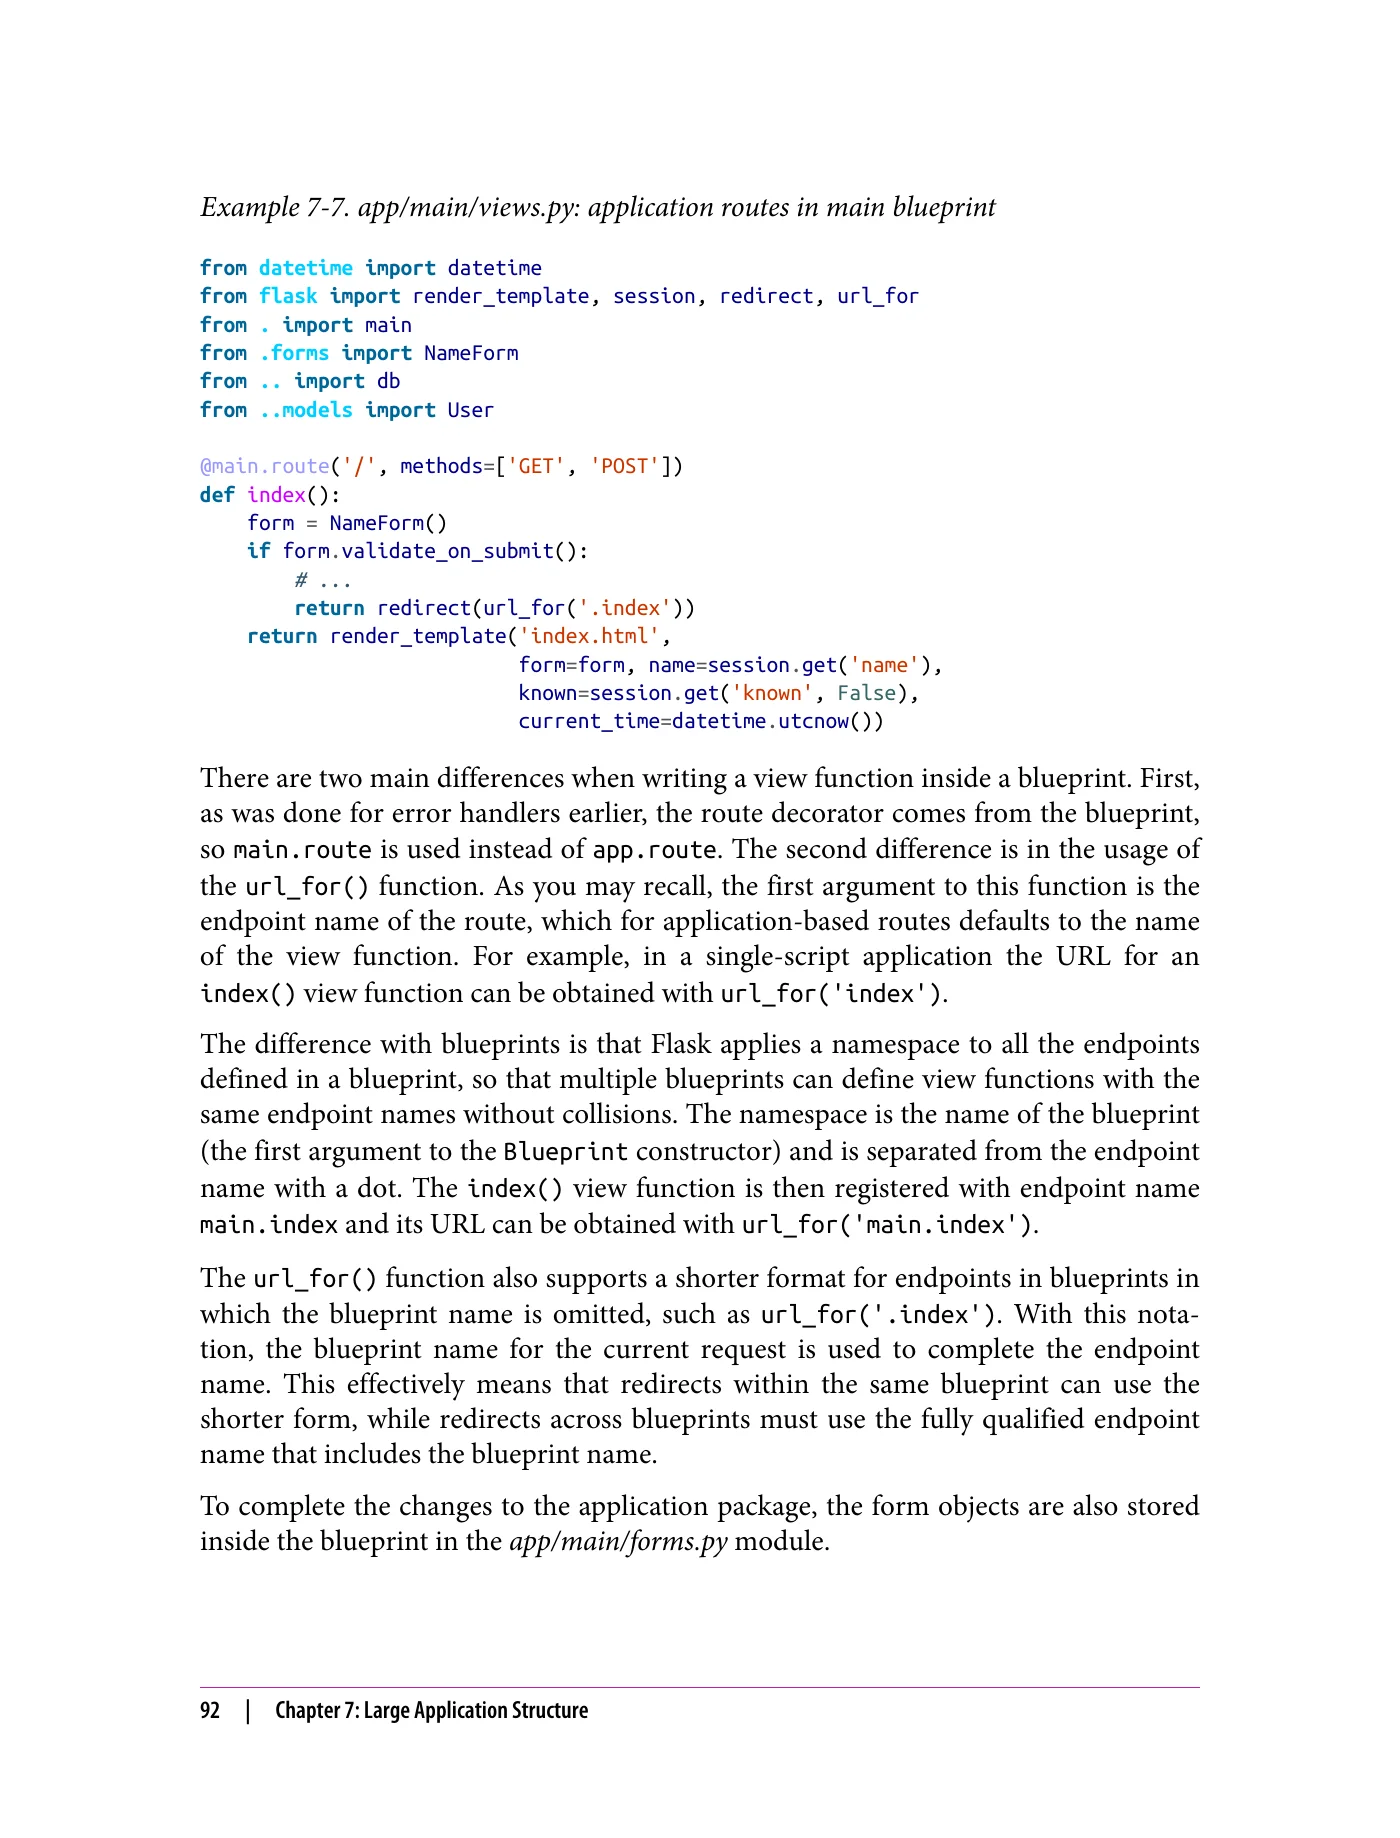 Example 7-7. app/main/views.py: application routes in main blueprint
from datetime import datetime
from flask import render_template, session, redirect, url_for
from . import main
from .forms import NameForm
from .. import db
from ..models import User
@main.route('/', methods=['GET', 'POST'])
def index():
    form = NameForm()
    if form.validate_on_submit():
        # ...
        return redirect(url_for('.index'))
    return render_template('index.html',
                           form=form, name=session.get('name'),
                           known=session.get('known', False),
                           current_time=datetime.utcnow())
There are two main differences when writing a view function inside a blueprint. First,
as was done for error handlers earlier, the route decorator comes from the blueprint,
so main.route is used instead of app.route. The second difference is in the usage of
the url_for() function. As you may recall, the first argument to this function is the
endpoint name of the route, which for application-based routes defaults to the name
of the view function. For example, in a single-script application the URL for an
index() view function can be obtained with url_for('index').
The difference with blueprints is that Flask applies a namespace to all the endpoints
defined in a blueprint, so that multiple blueprints can define view functions with the
same endpoint names without collisions. The namespace is the name of the blueprint
(the first argument to the Blueprint constructor) and is separated from the endpoint
name with a dot. The index() view function is then registered with endpoint name
main.index and its URL can be obtained with url_for('main.index').
The url_for() function also supports a shorter format for endpoints in blueprints in
which the blueprint name is omitted, such as url_for('.index'). With this nota-
tion, the blueprint name for the current request is used to complete the endpoint
name. This effectively means that redirects within the same blueprint can use the
shorter form, while redirects across blueprints must use the fully qualified endpoint
name that includes the blueprint name.
To complete the changes to the application package, the form objects are also stored
inside the blueprint in the app/main/forms.py module.
92 | Chapter 7: Large Application Structure